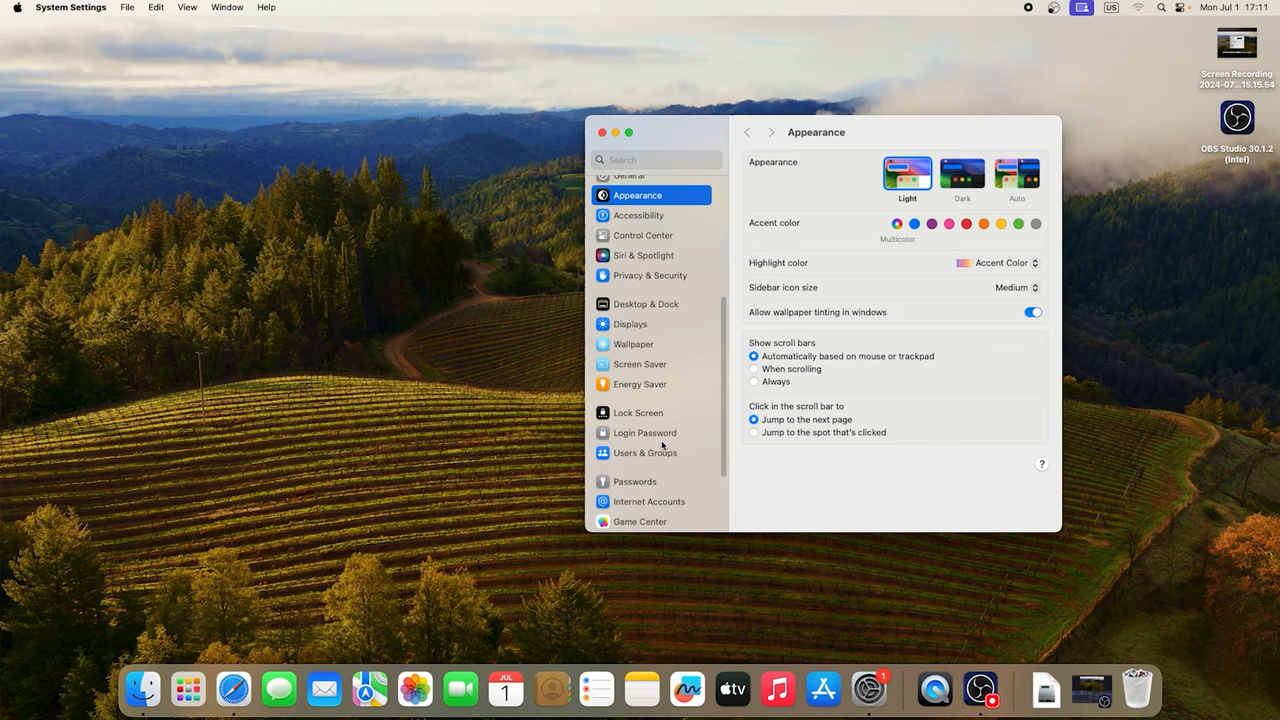 System Settings File Edit View Window Help US Mon Jul 1 17:11
Screen Recording
2024-07...15.15.54
OBS Studio 30.1.2
(Intel)
Search
General
Appearance
Accessibility
Control Center
Siri & Spotlight
Privacy & Security
Desktop & Dock
Displays
Wallpaper
Screen Saver
Energy Saver
Lock Screen
Login Password
Users & Groups
Passwords
Internet Accounts
Game Center
Appearance
Appearance
Light Dark Auto
Accent color
Multicolor
Highlight color Accent Color
Sidebar icon size Medium
Allow wallpaper tinting in windows
Show scroll bars
Automatically based on mouse or trackpad
When scrolling
Always
Click in the scroll bar to
Jump to the next page
Jump to the spot that's clicked
?
JUL
1
tv
1